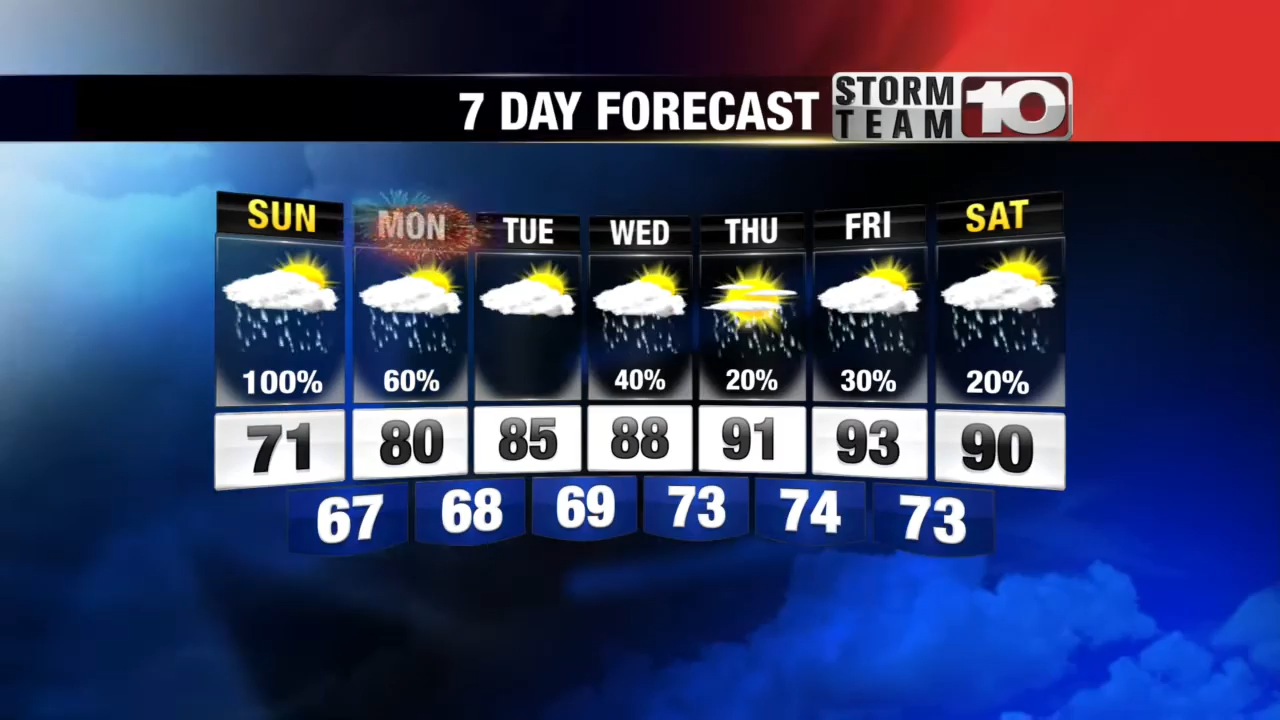 7 DAY FORECAST STORM TEAM 10
SUN MON TUE WED THU FRI SAT
100% 60% 40% 20% 30% 20%
71 80 85 88 91 93 90
67 68 69 73 74 73